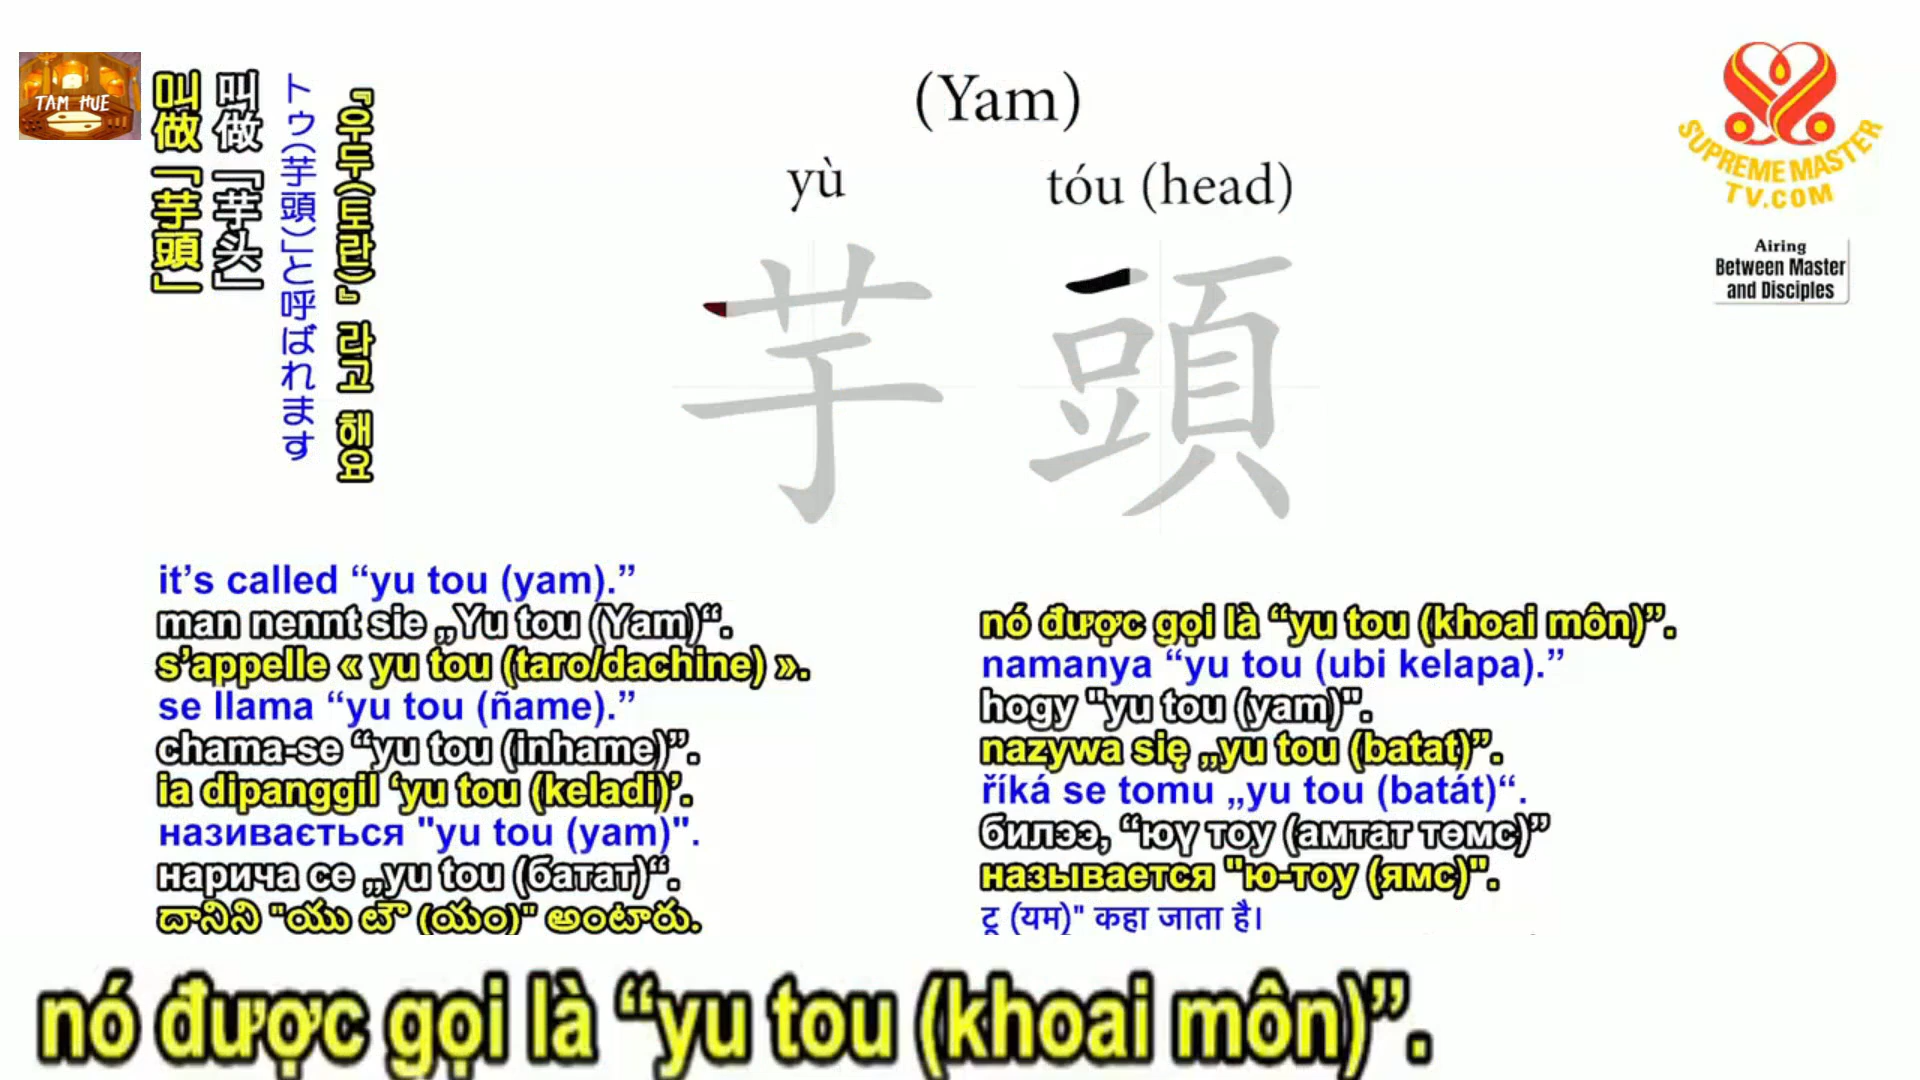 TAM HUE
叫做「芋頭」
叫做「芋头」
トウ（芋頭）」と呼ばれます
『우두(토란)』 라고 해요
(Yam)
yù
tóu (head)
芋頭
SUPREME MASTER
TV.COM
Airing
Between Master
and Disciples
it’s called “yu tou (yam).”
man nennt sie „Yu tou (Yam)“.
s’appelle « yu tou (taro/dachine) ».
se llama “yu tou (ñame).”
chama-se “yu tou (inhame)”.
ia dipanggil ‘yu tou (keladi)’.
називається "yu tou (yam)".
нарича се „yu tou (батат)“.
దానిని "యు టౌ (యం)" అంటారు.
nó được gọi là “yu tou (khoai môn)”.
namanya “yu tou (ubi kelapa).”
hogy "yu tou (yam)".
nazywa się „yu tou (batat)”.
říká se tomu „yu tou (batát)“.
билээ, “юү тоу (амтат төмс)”
называется "ю-тоу (ямс)".
टू (यम)" कहा जाता है।
nó được gọi là “yu tou (khoai môn)”.